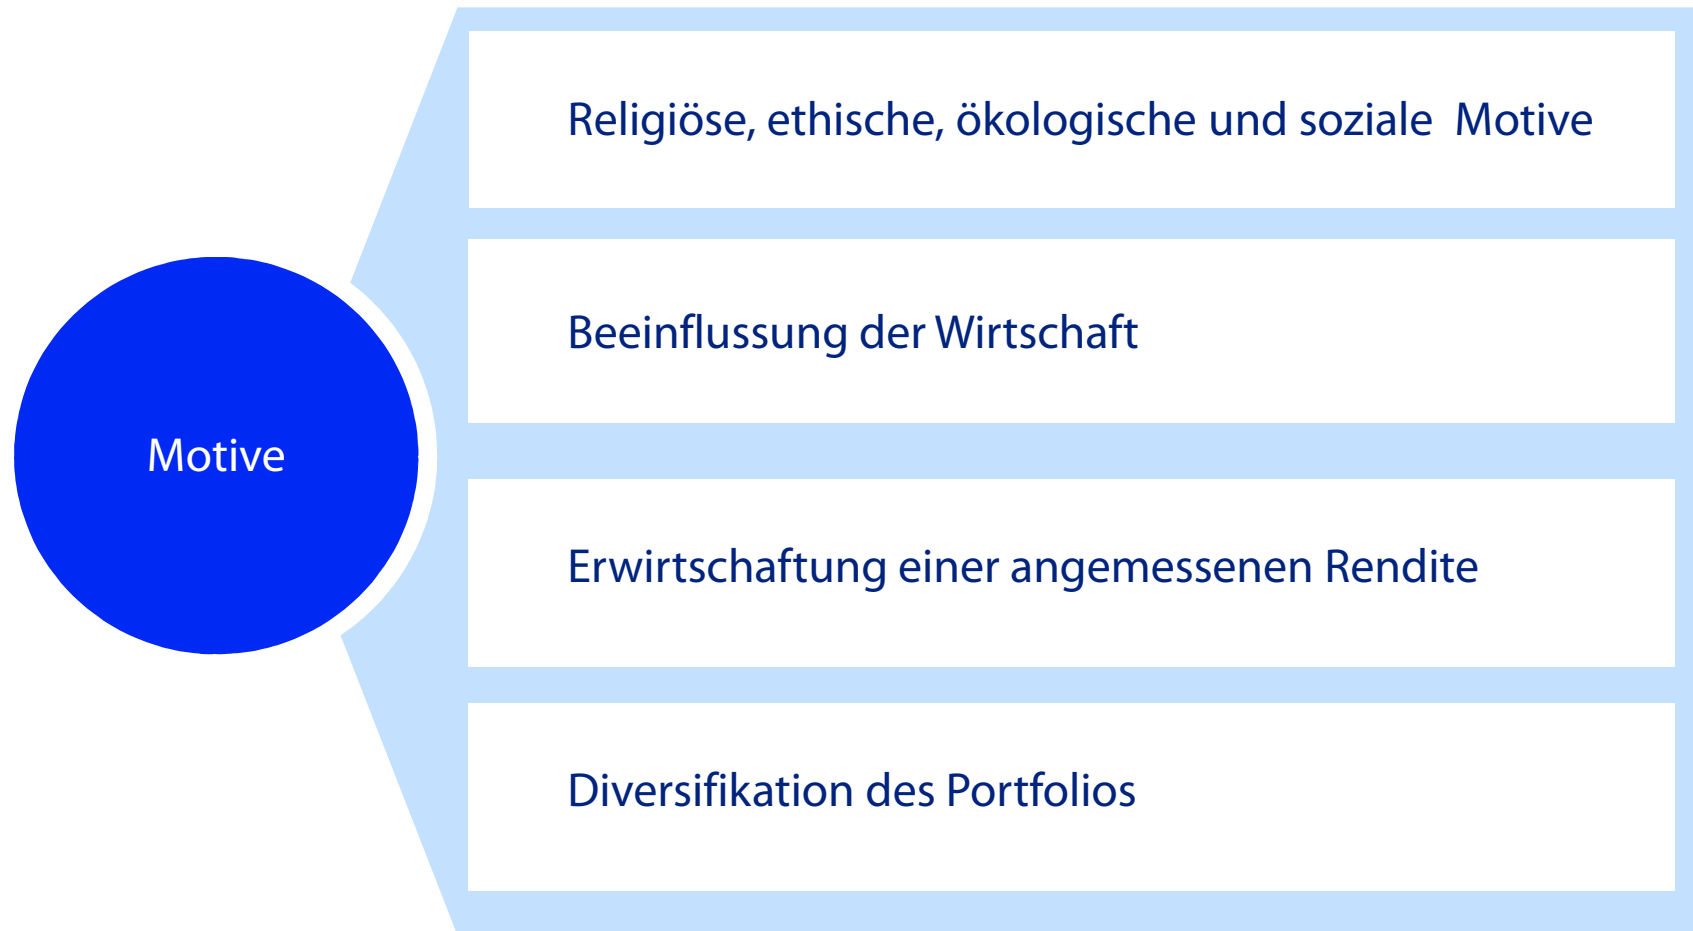 Religiöse, ethische, ökologische und soziale Motive
Beeinflussung der Wirtschaft
Motive
Erwirtschaftung einer angemessenen Rendite
Diversifikation des Portfolios